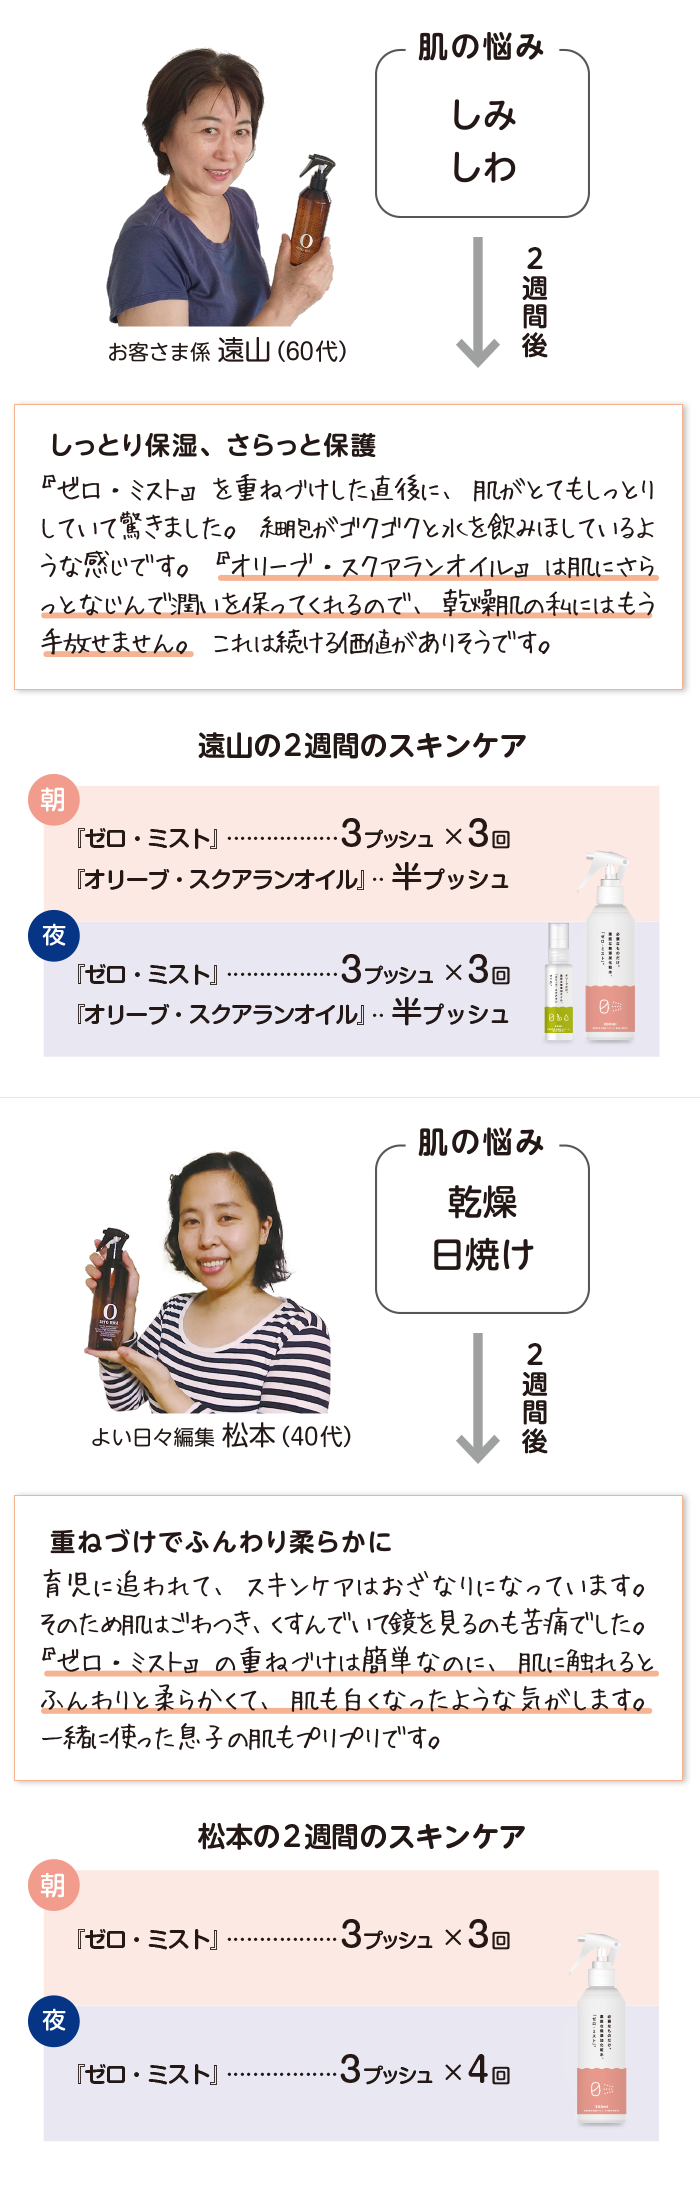 肌の悩み
しみ
しわ
2週間後
お客さま係 遠山（60代）
しっとり保湿、さらっと保護
『ゼロ・ミスト』を重ねづけした直後に、肌がとてもしっとり
していて驚きました。細胞がゴクゴクと水を飲みほしているよ
うな感じです。『オリーブ・スクアランオイル』は肌にさら
っとなじんで潤いを保ってくれるので、乾燥肌の私にはもう
手放せません。これは続ける価値がありそうです。
遠山の2週間のスキンケア
朝
『ゼロ・ミスト』………………3プッシュ×3回
『オリーブ・スクアランオイル』‥半プッシュ
夜
『ゼロ・ミスト』………………3プッシュ×3回
『オリーブ・スクアランオイル』‥半プッシュ
肌の悩み
乾燥
日焼け
2週間後
よい日々編集 松本（40代）
重ねづけでふんわり柔らかに
育児に追われて、スキンケアはおざなりになっています。
そのため肌はごわつき、くすんでいて鏡を見るのも苦痛でした。
『ゼロ・ミスト』の重ねづけは簡単なのに、肌に触れると
ふんわりと柔らかくて、肌も白くなったような気がします。
一緒に使った息子の肌もプリプリです。
松本の2週間のスキンケア
朝
『ゼロ・ミスト』………………3プッシュ×3回
夜
『ゼロ・ミスト』………………3プッシュ×4回